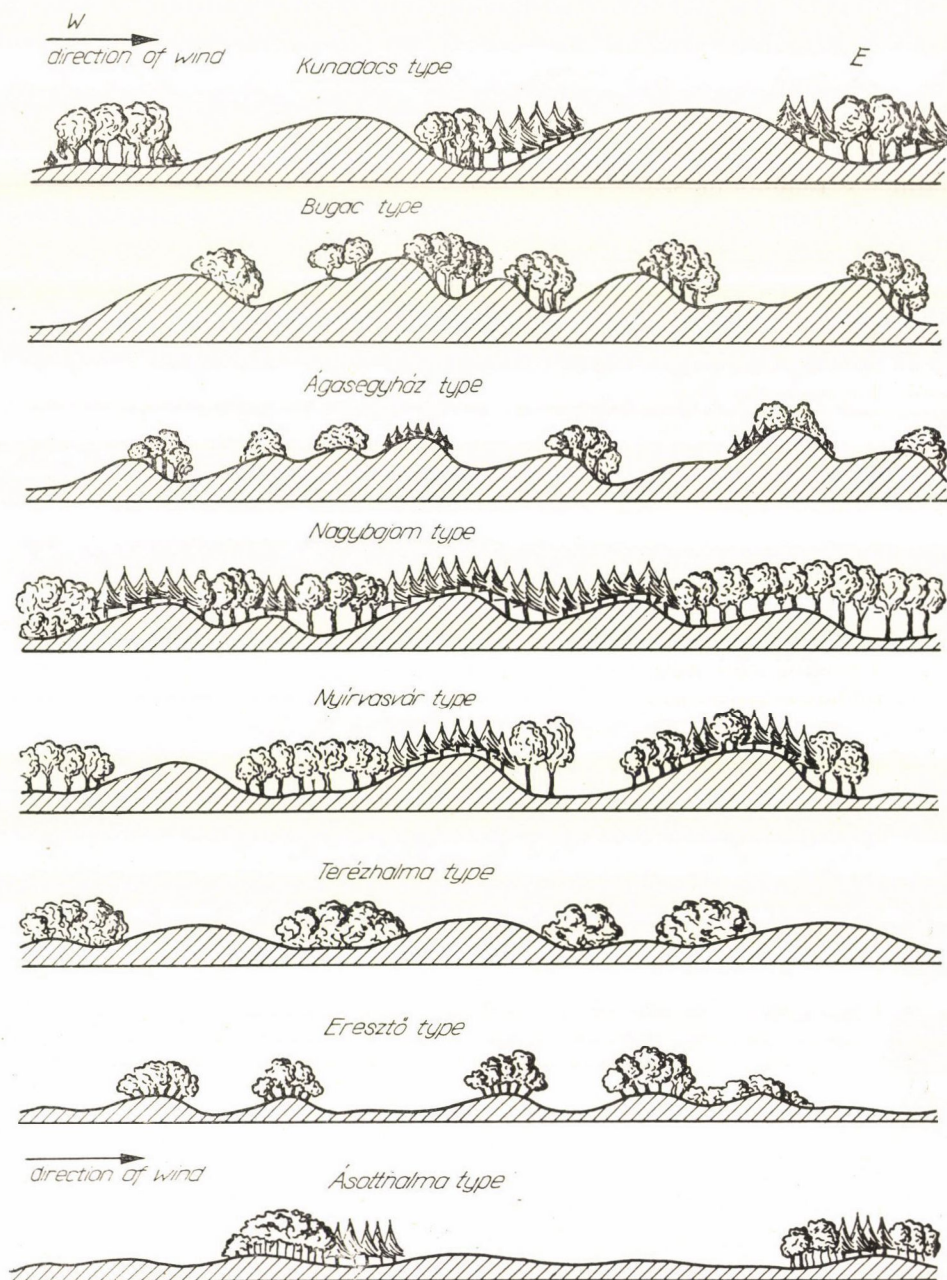 W
direction of wind
Kunadacs type
E
Bugac type
Ágasegyház type
Nagybajom type
Nyírvasvár type
Terézhalma type
Eresztő type
direction of wind
Ásotthalma type